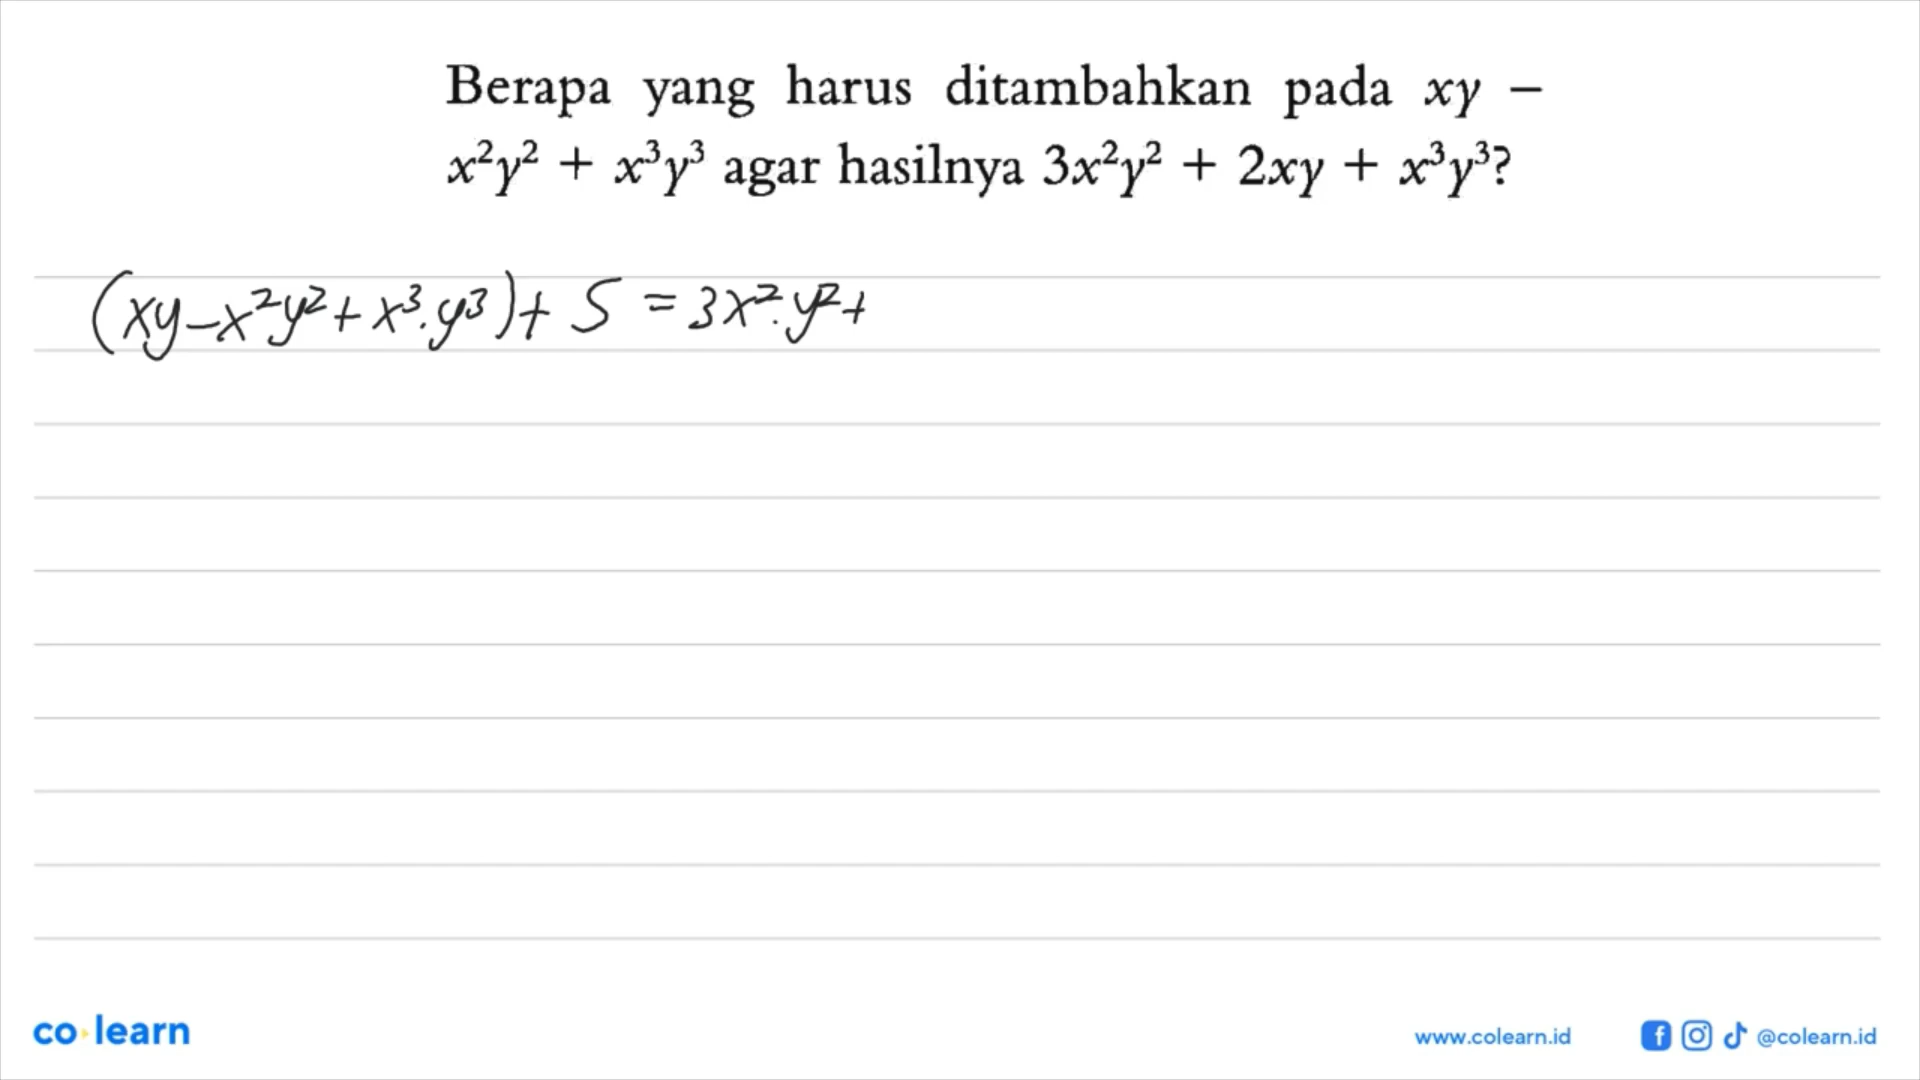 Berapa yang harus ditambahkan pada xy −
x²y² + x³y³ agar hasilnya 3x²y² + 2xy + x³y³?
(xy−x²y²+x³.y³)+ S = 3x².y²+
co learn
www.colearn.id @colearn.id